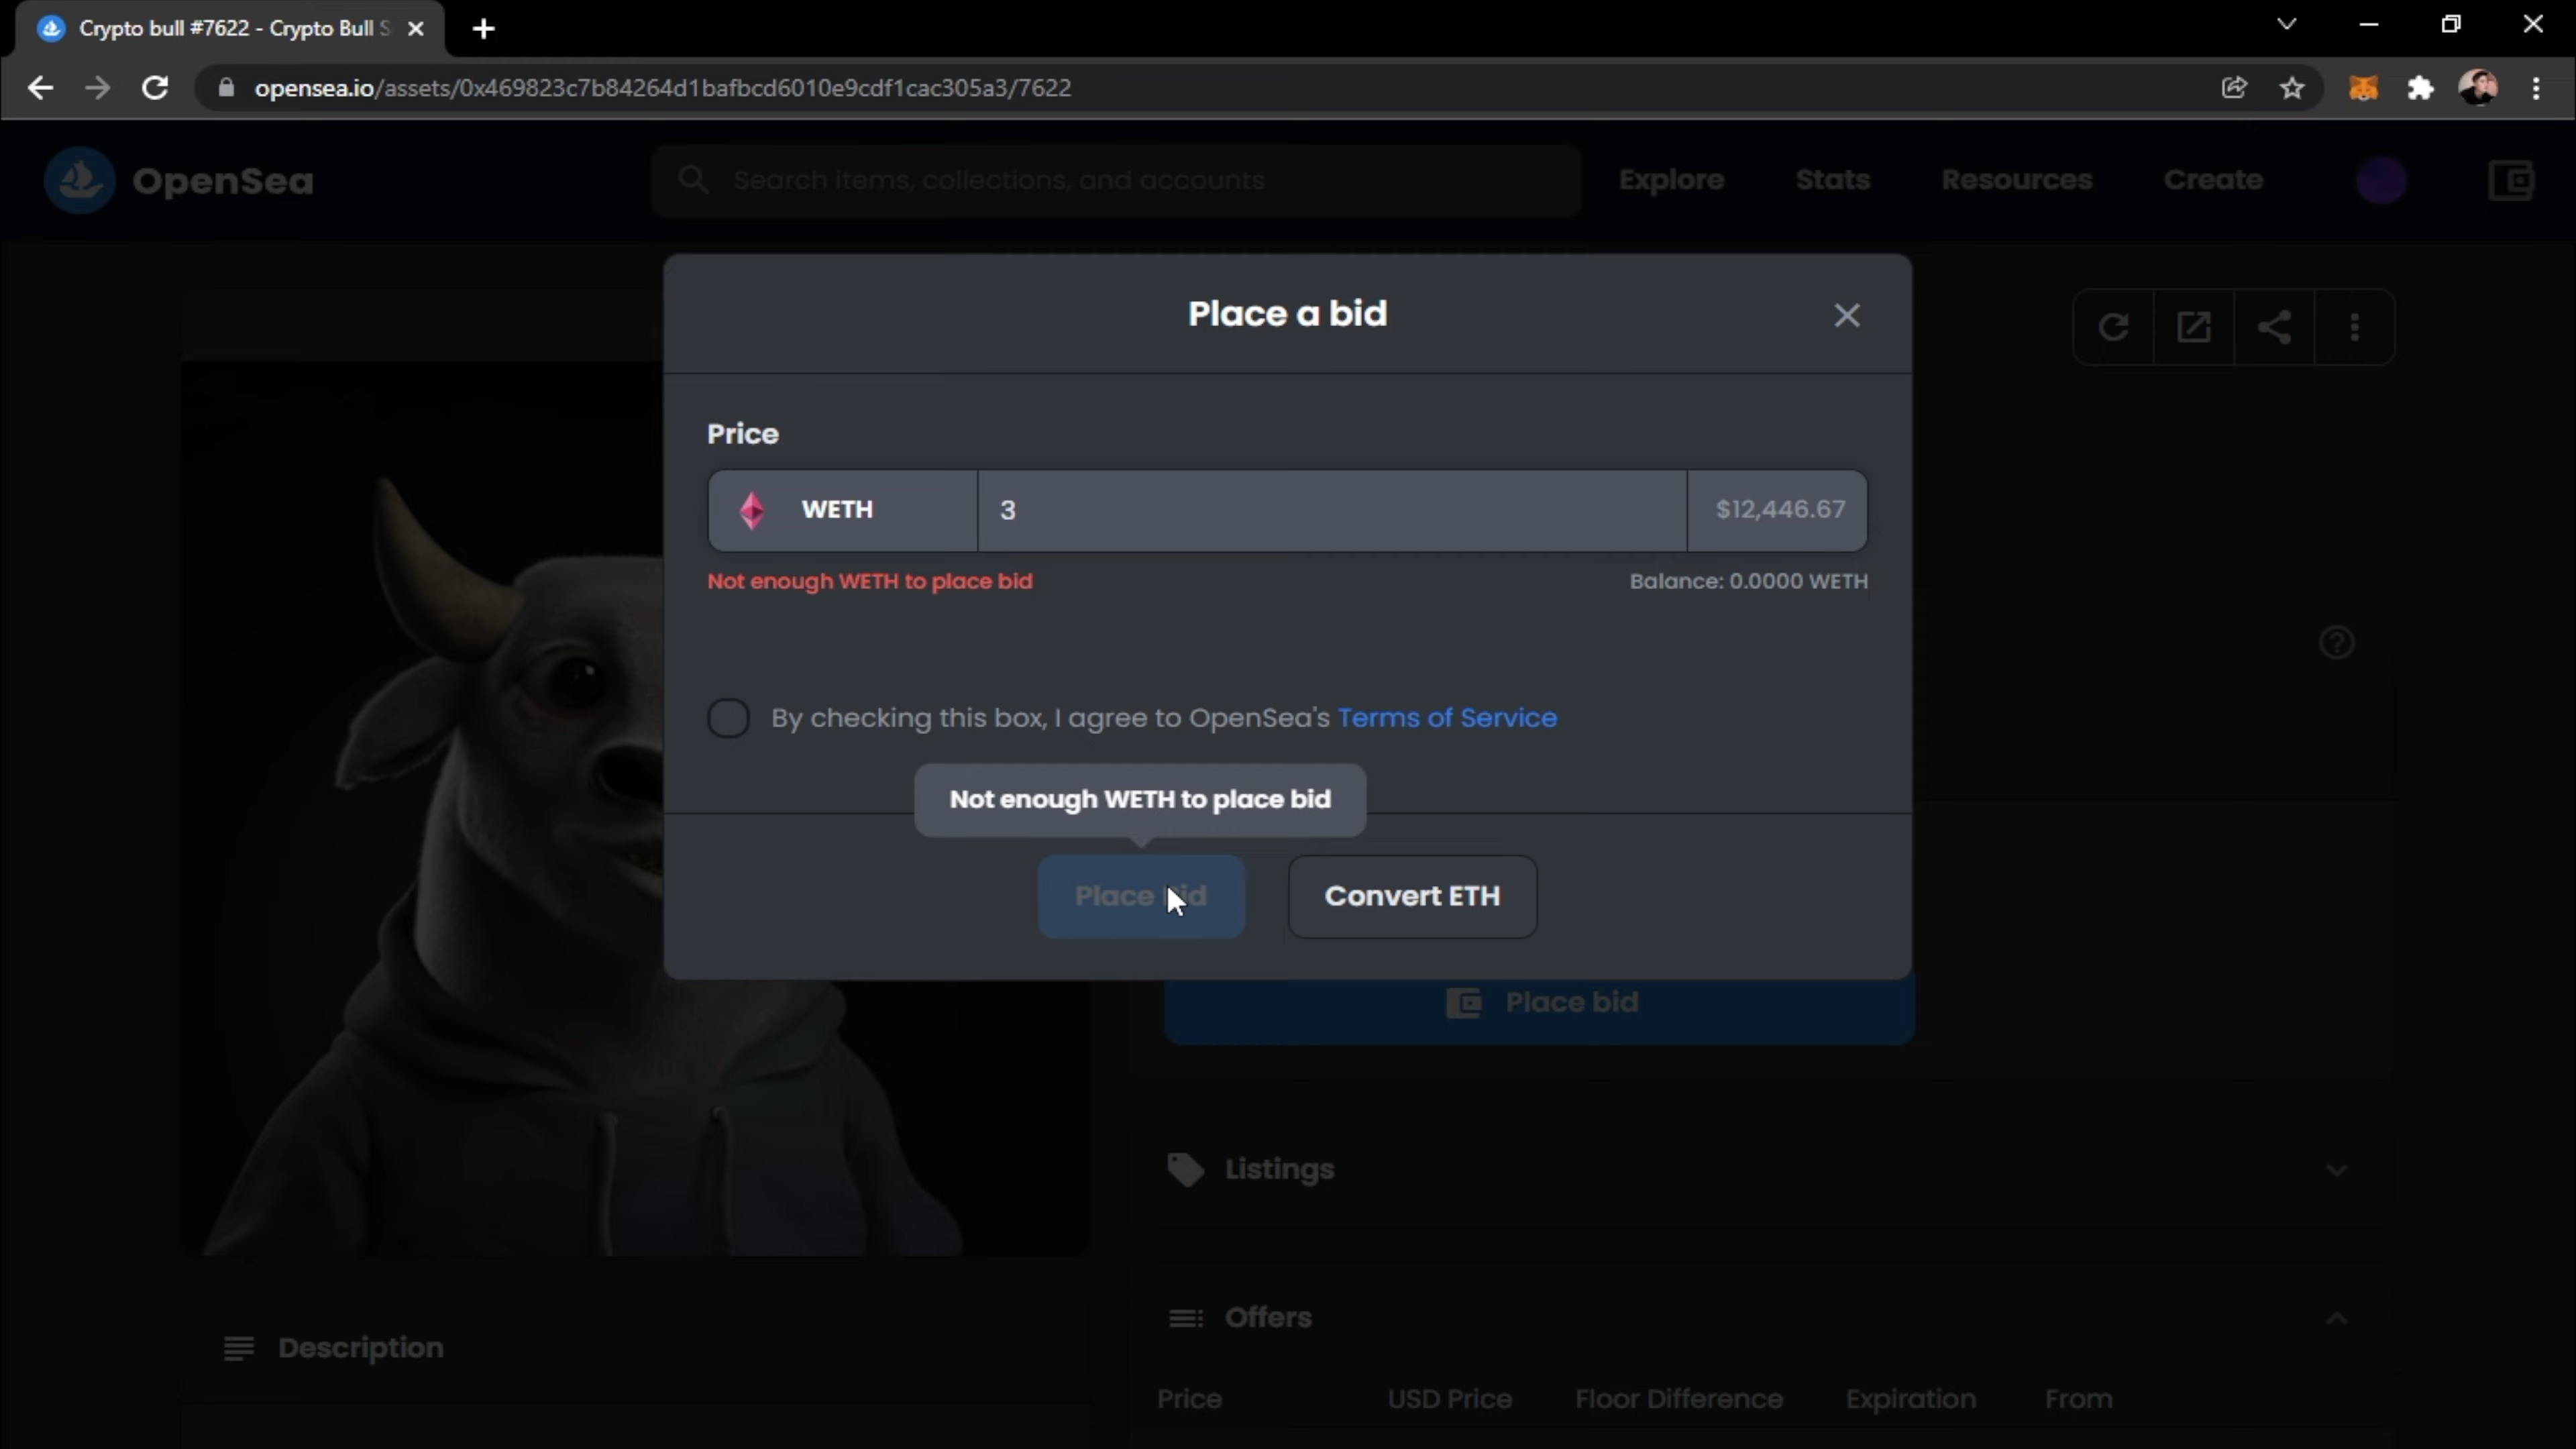 Crypto bull #7622 - Crypto Bull S
opensea.io/assets/0x469823c7b84264d1bafbcd6010e9cdf1cac305a3/7622
OpenSea
Search items, collections, and accounts
Explore
Stats
Resources
Create
Place a bid
Price
WETH
3
$12,446.67
Not enough WETH to place bid
Balance: 0.0000 WETH
By checking this box, I agree to OpenSea's Terms of Service
Not enough WETH to place bid
Place Bid
Convert ETH
Place bid
Listings
Offers
Description
Price
USD Price
Floor Difference
Expiration
From